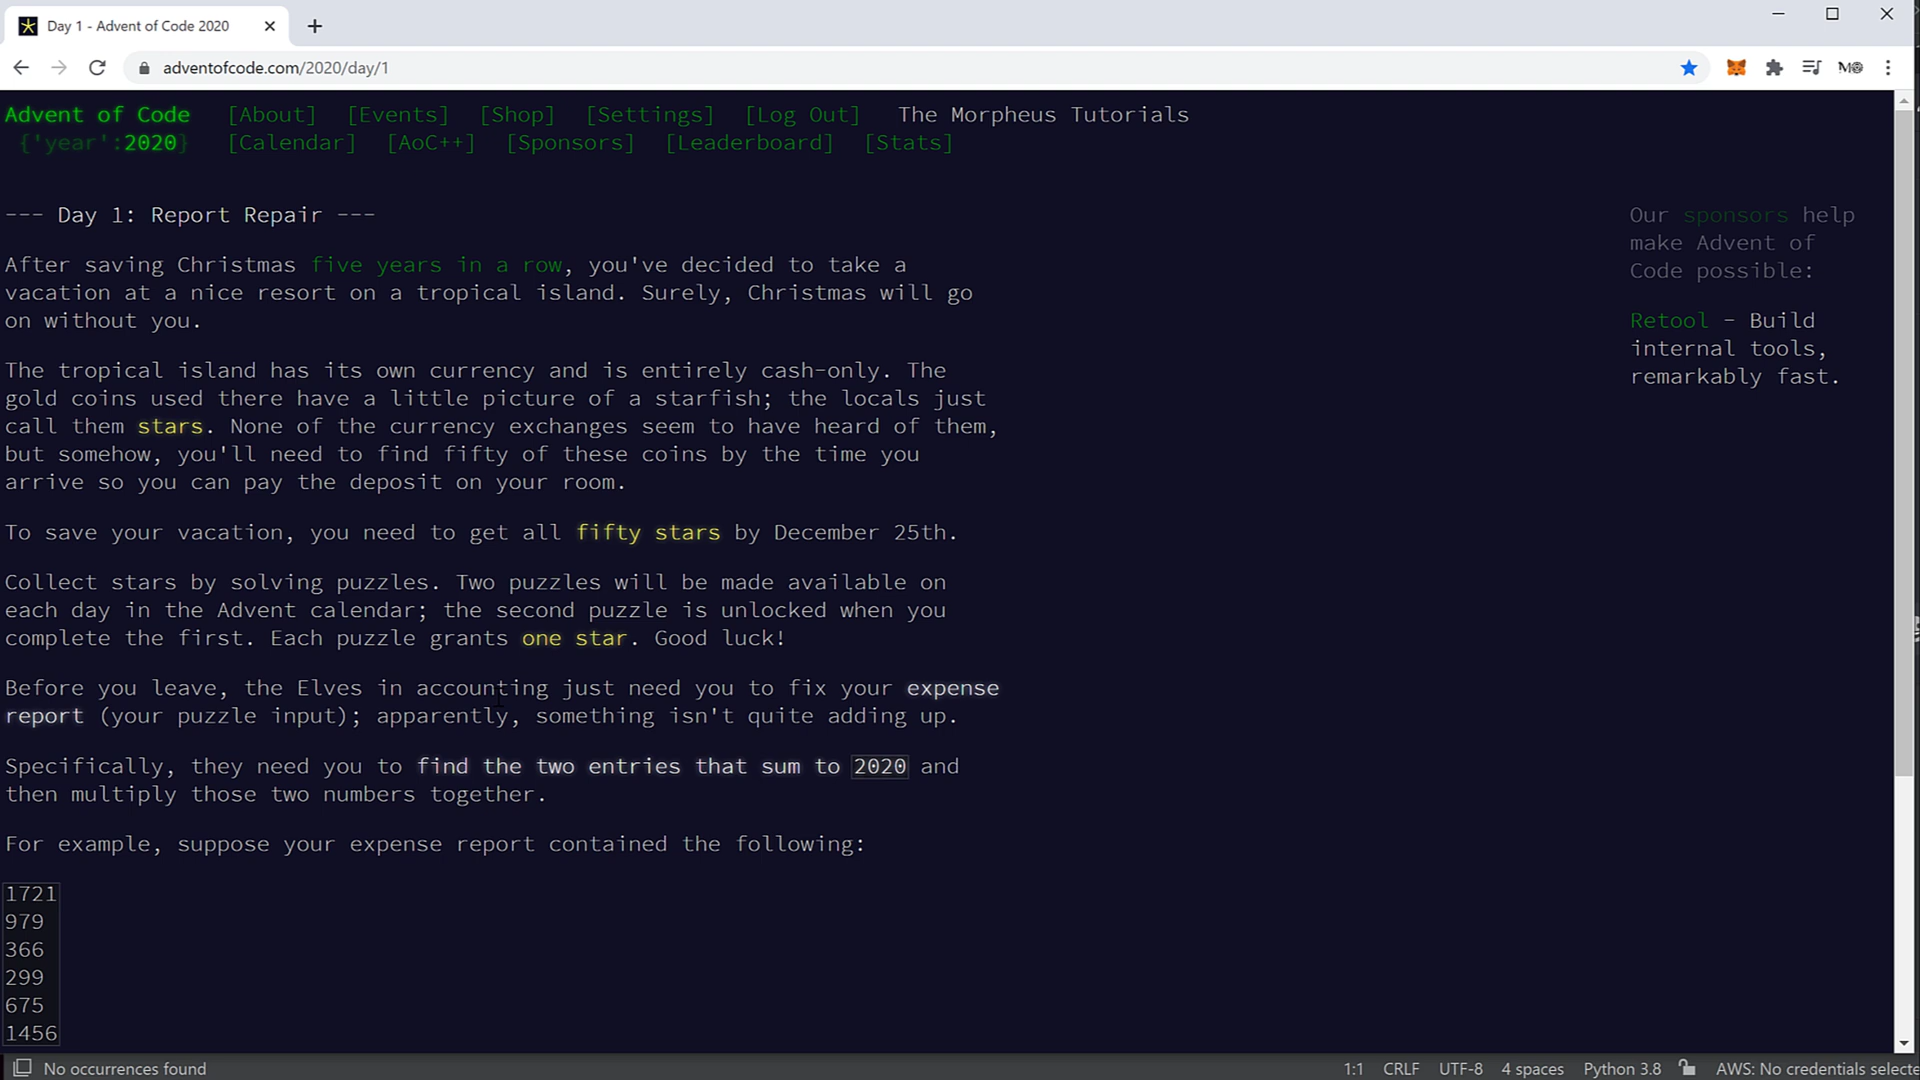 Day 1 - Advent of Code 2020
adventofcode.com/2020/day/1
Advent of Code [About] [Events] [Shop] [Settings] [Log Out] The Morpheus Tutorials
{'year':2020} [Calendar] [AoC++] [Sponsors] [Leaderboard] [Stats]
--- Day 1: Report Repair ---
After saving Christmas five years in a row, you've decided to take a
vacation at a nice resort on a tropical island. Surely, Christmas will go
on without you.
The tropical island has its own currency and is entirely cash-only. The
gold coins used there have a little picture of a starfish; the locals just
call them stars. None of the currency exchanges seem to have heard of them,
but somehow, you'll need to find fifty of these coins by the time you
arrive so you can pay the deposit on your room.
To save your vacation, you need to get all fifty stars by December 25th.
Collect stars by solving puzzles. Two puzzles will be made available on
each day in the Advent calendar; the second puzzle is unlocked when you
complete the first. Each puzzle grants one star. Good luck!
Before you leave, the Elves in accounting just need you to fix your expense
report (your puzzle input); apparently, something isn't quite adding up.
Specifically, they need you to find the two entries that sum to 2020 and
then multiply those two numbers together.
For example, suppose your expense report contained the following:
1721
979
366
299
675
1456
Our sponsors help
make Advent of
Code possible:
Retool - Build
internal tools,
remarkably fast.
No occurrences found 1:1 CRLF UTF-8 4 spaces Python 3.8 AWS: No credentials selecte